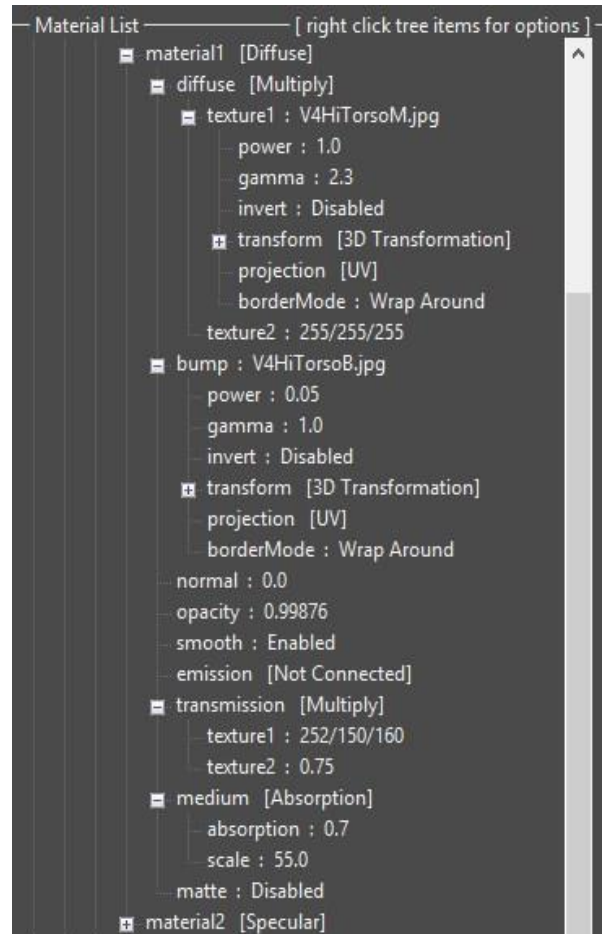 Material List [ right click tree items for options ]
material1 [Diffuse]
diffuse [Multiply]
texture1 : V4HiTorsoM.jpg
power : 1.0
gamma : 2.3
invert : Disabled
transform [3D Transformation]
projection [UV]
borderMode : Wrap Around
texture2 : 255/255/255
bump : V4HiTorsoB.jpg
power : 0.05
gamma : 1.0
invert : Disabled
transform [3D Transformation]
projection [UV]
borderMode : Wrap Around
normal : 0.0
opacity : 0.99876
smooth : Enabled
emission [Not Connected]
transmission [Multiply]
texture1 : 252/150/160
texture2 : 0.75
medium [Absorption]
absorption : 0.7
scale : 55.0
matte : Disabled
material2 [Specular]